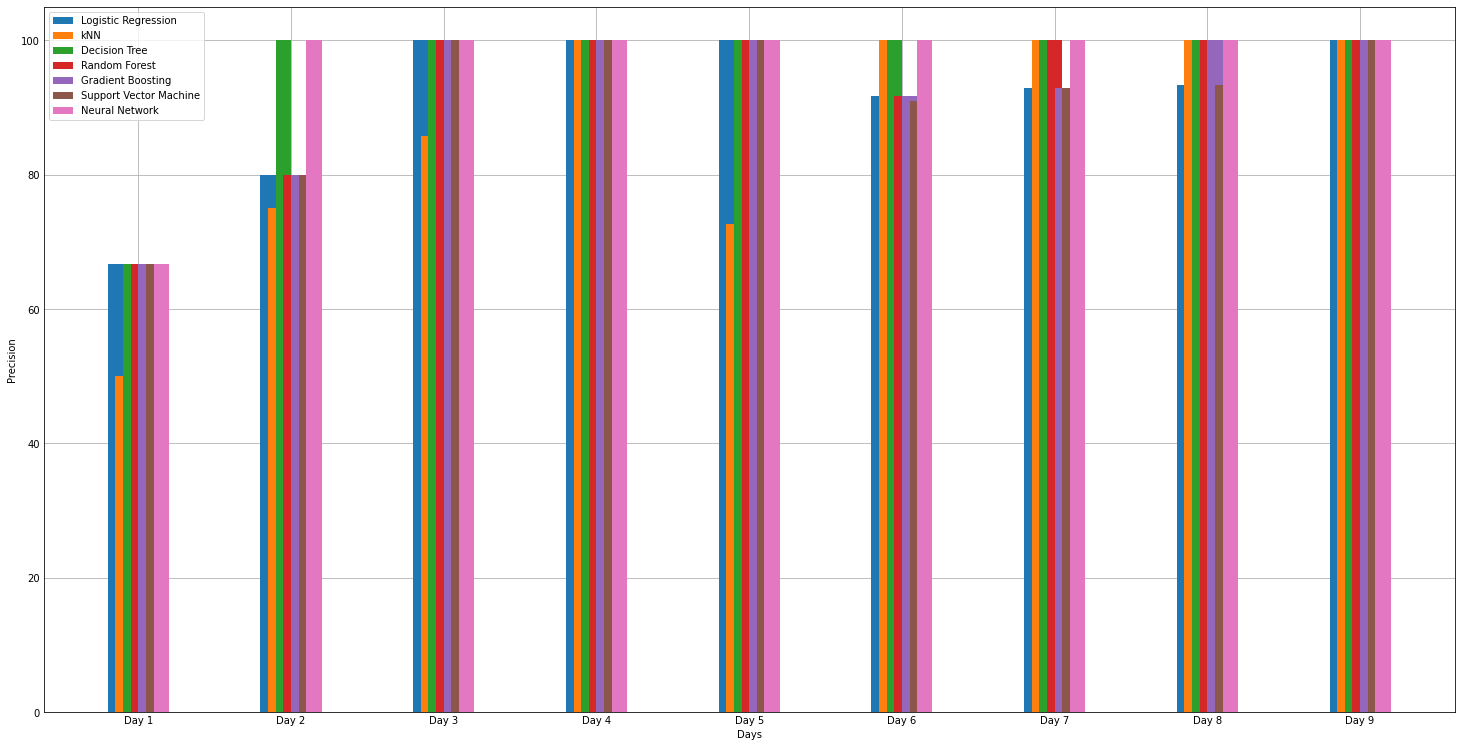 Logistic Regression
kNN
Decision Tree
Random Forest
Gradient Boosting
Support Vector Machine
Neural Network
100
80
60
40
20
0
Precision
Day 1 Day 2 Day 3 Day 4 Day 5 Day 6 Day 7 Day 8 Day 9
Days